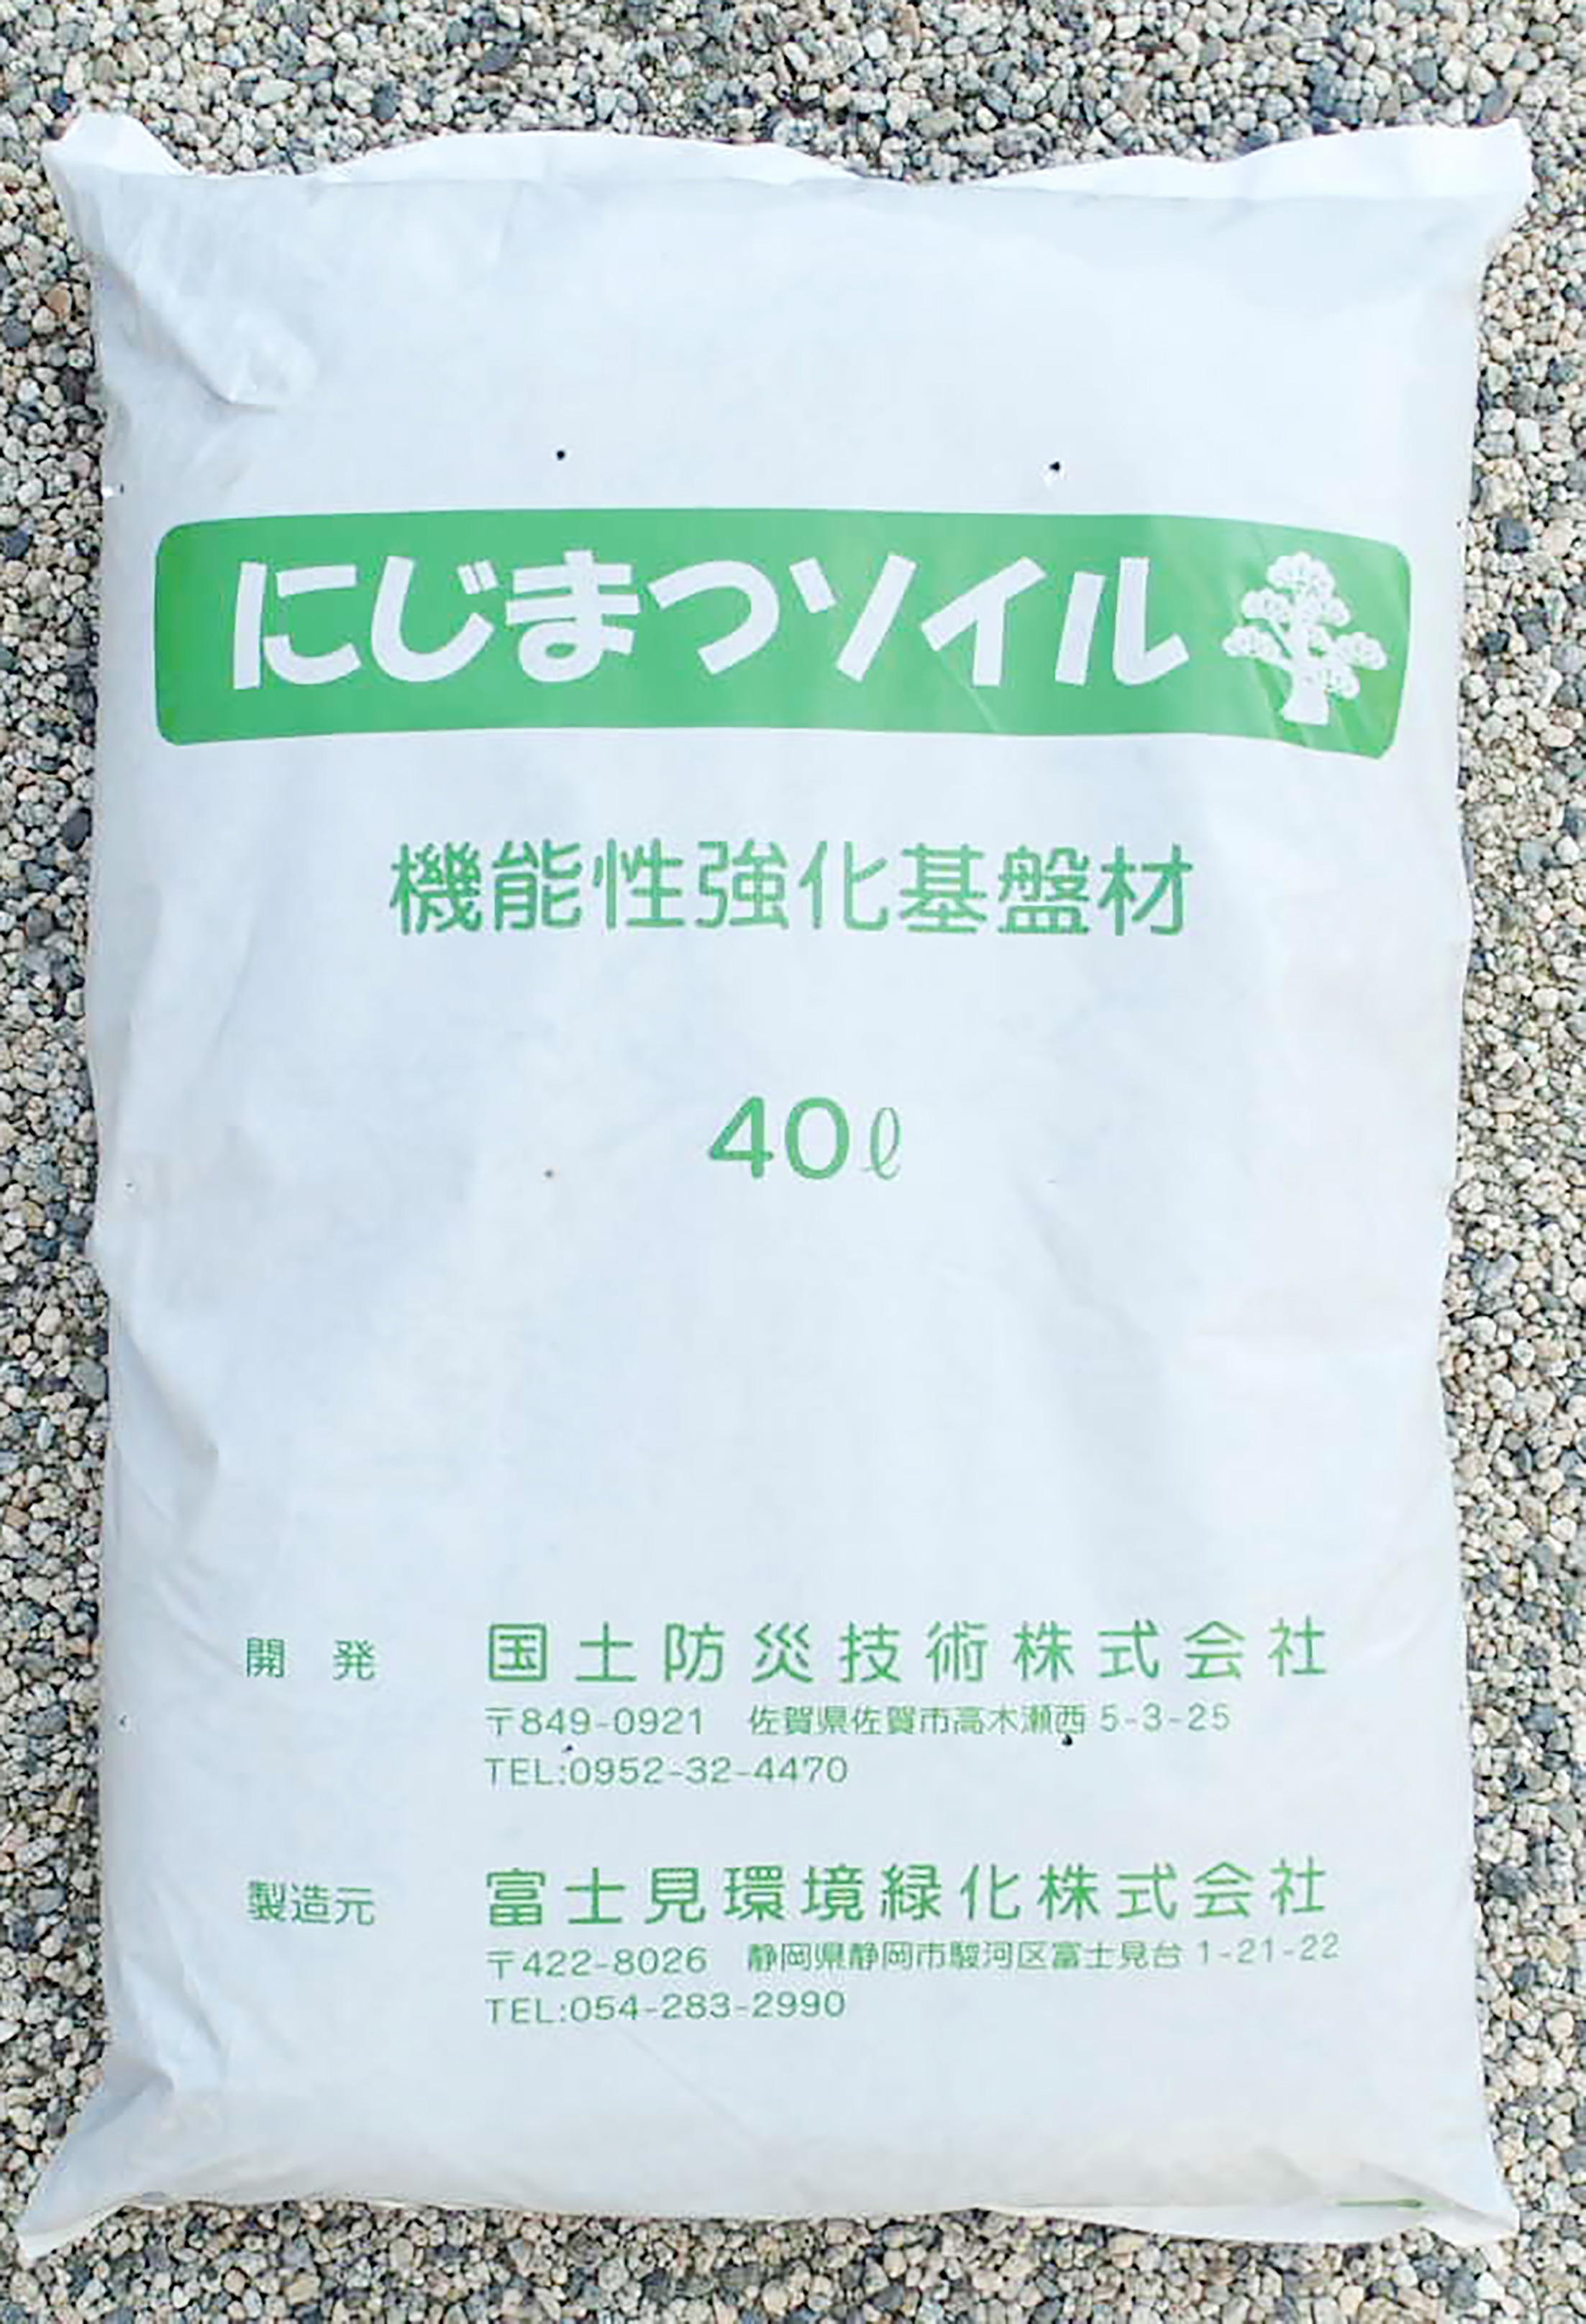 にじまつソイル
機能性強化基盤材
40ℓ
開発 国土防災技術株式会社
〒849-0921 佐賀県佐賀市高木瀬西 5-3-25
TEL:0952-32-4470
製造元 富士見環境緑化株式会社
〒422-8026 静岡県静岡市駿河区富士見台 1-21-22
TEL:054-283-2990